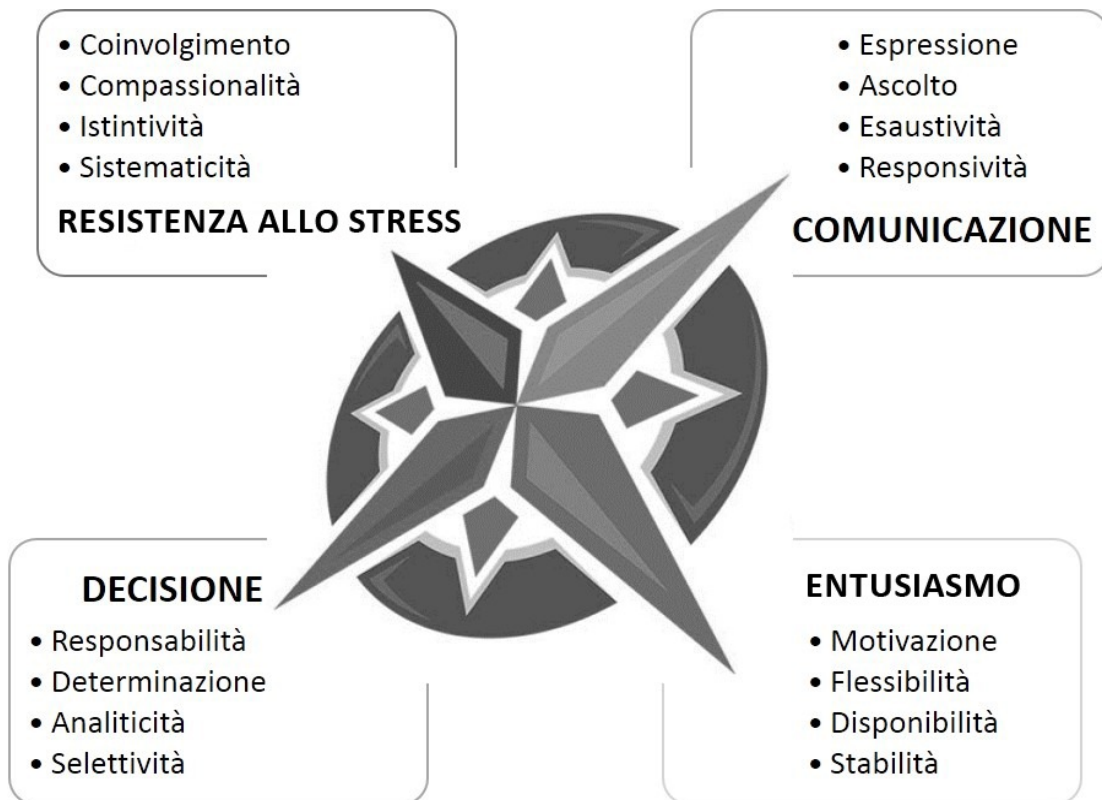 • Coinvolgimento
• Compassionalità
• Istintività
• Sistematicità
RESISTENZA ALLO STRESS
• Espressione
• Ascolto
• Esaustività
• Responsività
COMUNICAZIONE
DECISIONE
• Responsabilità
• Determinazione
• Analiticità
• Selettività
ENTUSIASMO
• Motivazione
• Flessibilità
• Disponibilità
• Stabilità